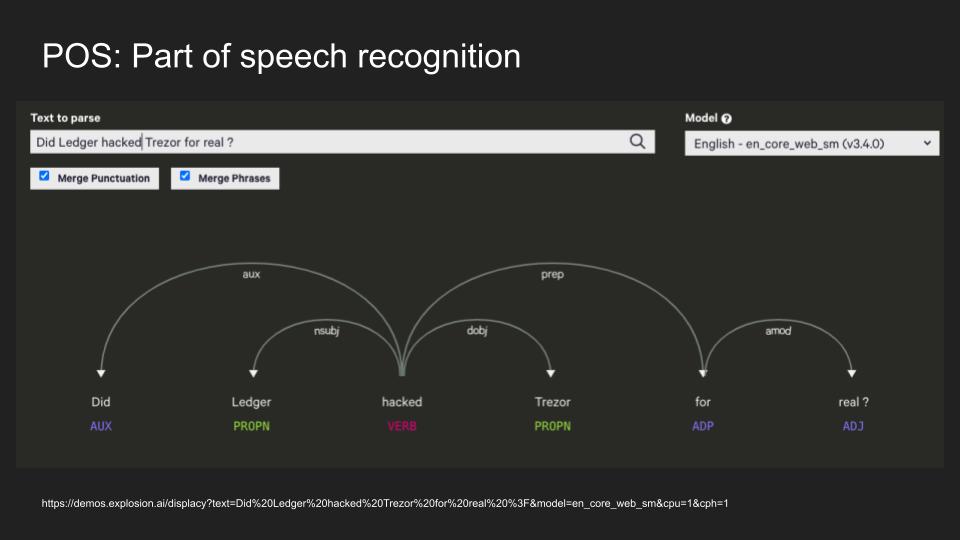 POS: Part of speech recognition
Text to parse
Model ?
Did Ledger hacked Trezor for real ?
English - en_core_web_sm (v3.4.0)
Merge Punctuation
Merge Phrases
aux
prep
nsubj
dobj
amod
Did Ledger hacked Trezor for real ?
AUX PROPN VERB PROPN ADP ADJ
https://demos.explosion.ai/displacy?text=Did%20Ledger%20hacked%20Trezor%20for%20real%20%3F&model=en_core_web_sm&cpu=1&cph=1